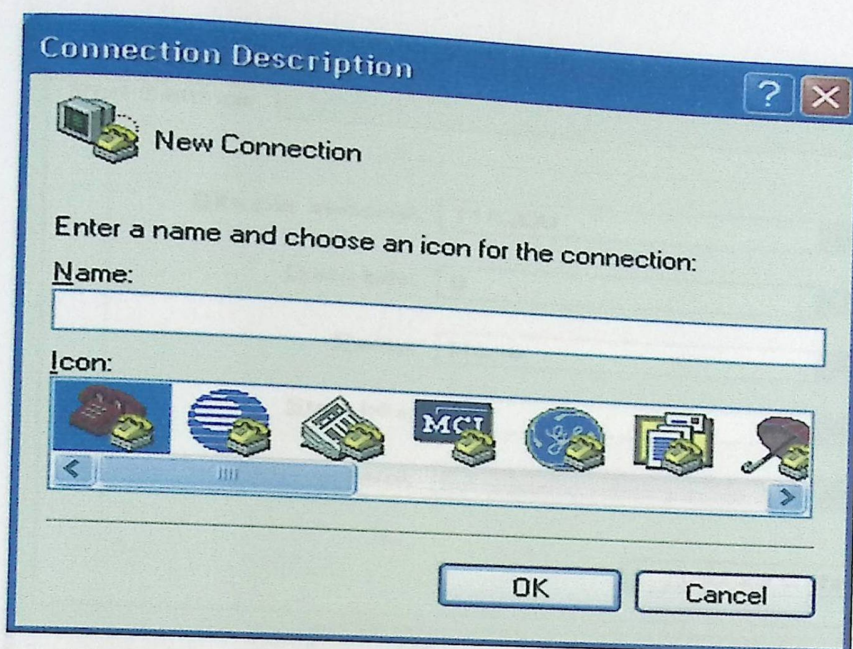 Connection Description
?
New Connection
Enter a name and choose an icon for the connection:
Name:
Icon:
MCI
OK
Cancel